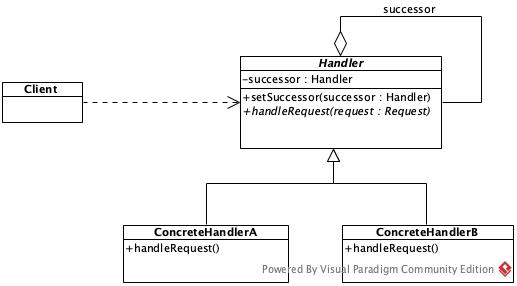 successor
Handler
-successor : Handler
+setSuccessor(successor : Handler)
+handleRequest(request : Request)
Client
ConcreteHandlerA
+handleRequest()
ConcreteHandlerB
+handleRequest()
Powered By Visual Paradigm Community Edition